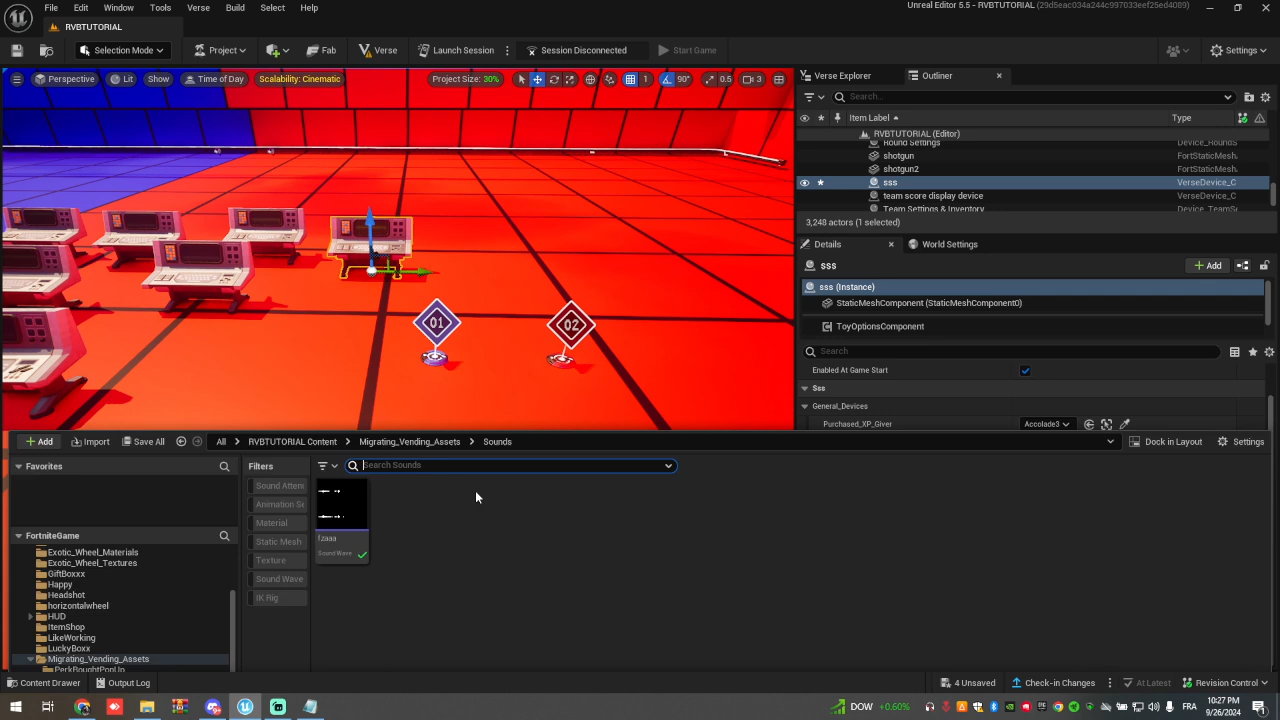 File Edit Window Tools Verse Build Select Help
Unreal Editor 5.5 - RVBTUTORIAL (29d5eac034a244c997033eef25ed4089)
RVBTUTORIAL
Selection Mode Project Fab Verse Launch Session Session Disconnected Start Game Settings
Perspective Lit Show Time of Day Scalability: Cinematic Project Size: 30% 1 90° 0.5 3
Verse Explorer Outliner
Search...
Item Label Type
RVBTUTORIAL (Editor)
Round Settings Device_RoundS
shotgun FortStaticMesh.
shotgun2 FortStaticMesh.
sss VerseDevice_C
team score display device VerseDevice_C
Team Settings & Inventory Device_TeamSe
3,248 actors (1 selected)
Details World Settings
sss Add
sss (Instance)
StaticMeshComponent (StaticMeshComponent0)
ToyOptionsComponent
Search
Enabled At Game Start
Sss
General_Devices
Purchased_XP_Giver Accolade3
01 02
Add Import Save All All RVBTUTORIAL Content Migrating_Vending_Assets Sounds Dock in Layout Settings
Favorites
Filters
Search Sounds
Sound Atten
Animation Se
Material
Static Mesh
Texture
Sound Wave
IK Rig
fzaaa
Sound Wave
FortniteGame
Exotic_Wheel_Materials
Exotic_Wheel_Textures
GiftBoxxx
Happy
Headshot
horizontalwheel
HUD
ItemShop
LikeWorking
LuckyBoxx
Migrating_Vending_Assets
PerkBoughtPopUp
Content Drawer Output Log 4 Unsaved Check-in Changes At Latest Revision Control
DOW +0.60% FR 10:27 PM
9/26/2024